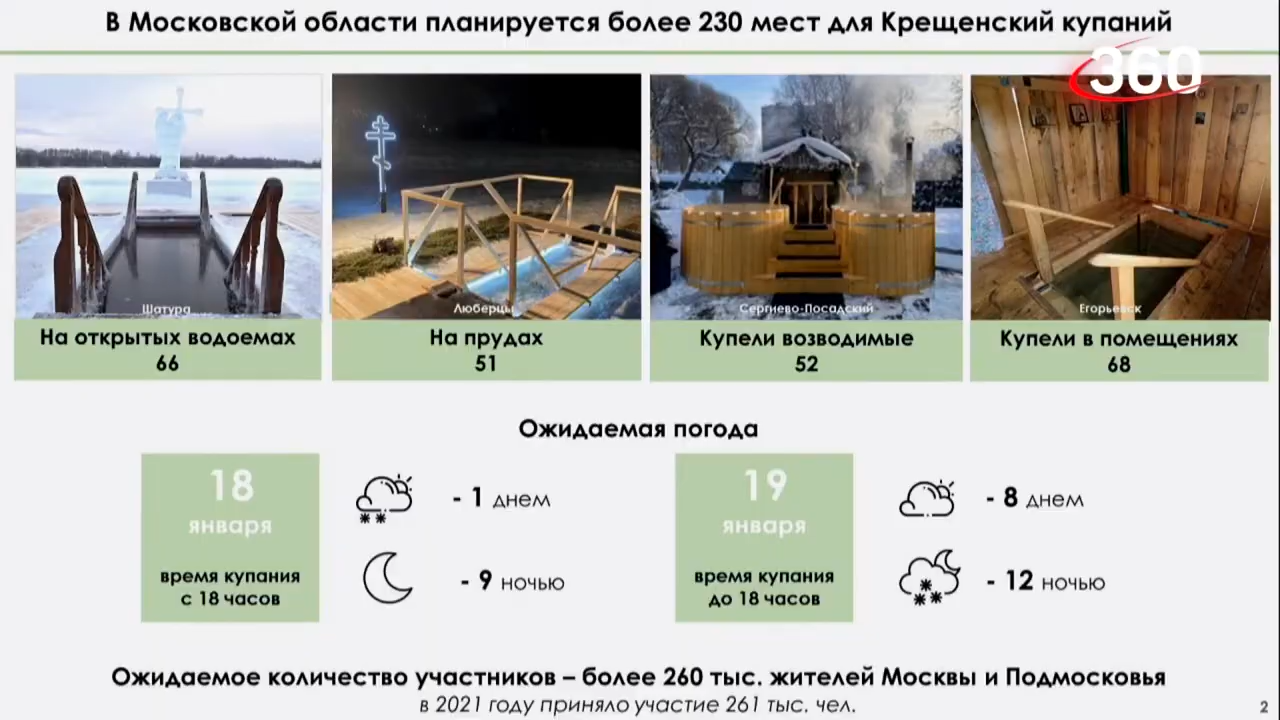 В Московской области планируется более 230 мест для Крещенский купаний
360
Шатура
Люберцы
Сергиево-Посадский
Егорьевск
На открытых водоемах
66
На прудах
51
Купели возводимые
52
Купели в помещениях
68
Ожидаемая погода
18
января
время купания
с 18 часов
- 1 днем
- 9 ночью
19
января
время купания
до 18 часов
- 8 днем
- 12 ночью
Ожидаемое количество участников – более 260 тыс. жителей Москвы и Подмосковья
в 2021 году приняло участие 261 тыс. чел.
2